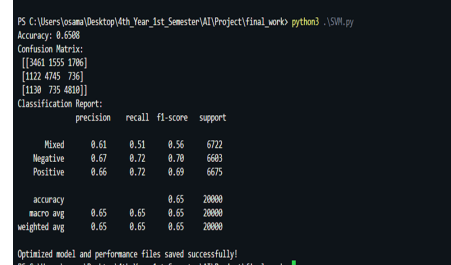 PS C:\Users\osama\Desktop\4th_Year_1st_Semester\AI\Project\final_work> python3 .\SVM.py
Accuracy: 0.6508
Confusion Matrix:
[[3461 1555 1706]
[1122 4745 736]
[1130 735 4810]]
Classification Report:
precision recall f1-score support
Mixed 0.61 0.51 0.56 6722
Negative 0.67 0.72 0.70 6603
Positive 0.66 0.72 0.69 6675
accuracy 0.65 20000
macro avg 0.65 0.65 0.65 20000
weighted avg 0.65 0.65 0.65 20000
Optimized model and performance files saved successfully!